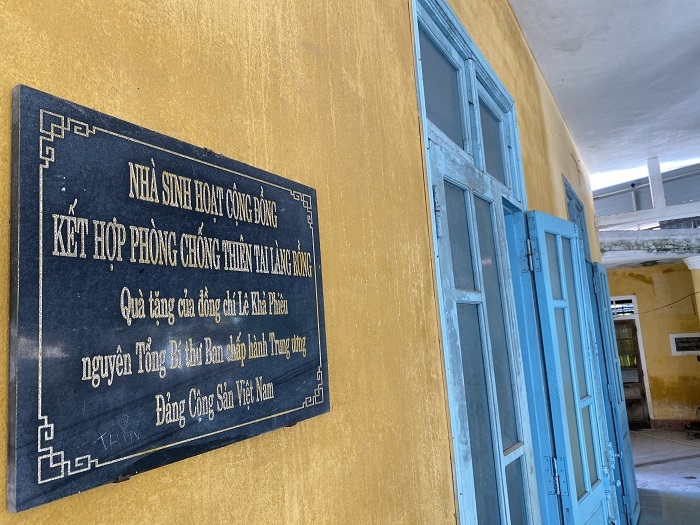 NHÀ SINH HOẠT CỘNG ĐỒNG
KẾT HỢP PHÒNG CHỐNG THIÊN TAI LÀNG RỒNG
Quà tặng của đồng chí Lê Khả Phiêu
nguyên Tổng Bí thư Ban chấp hành Trung ương
Đảng Cộng Sản Việt Nam